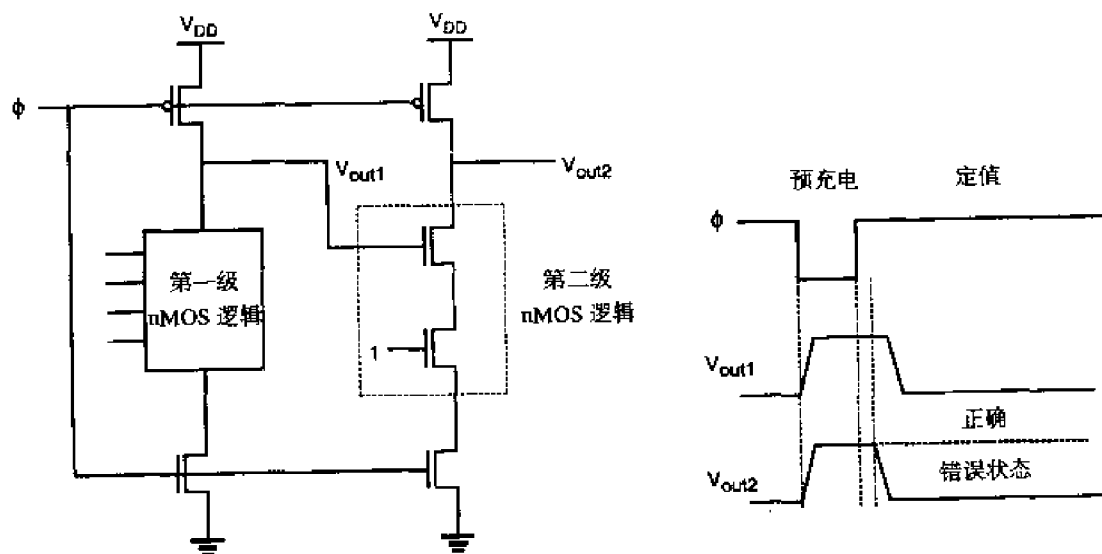 V_DD
V_DD
ϕ
V_out1
V_out2
第一级
nMOS 逻辑
第二级
nMOS 逻辑
1
预充电
定值
ϕ
V_out1
正确
V_out2
错误状态